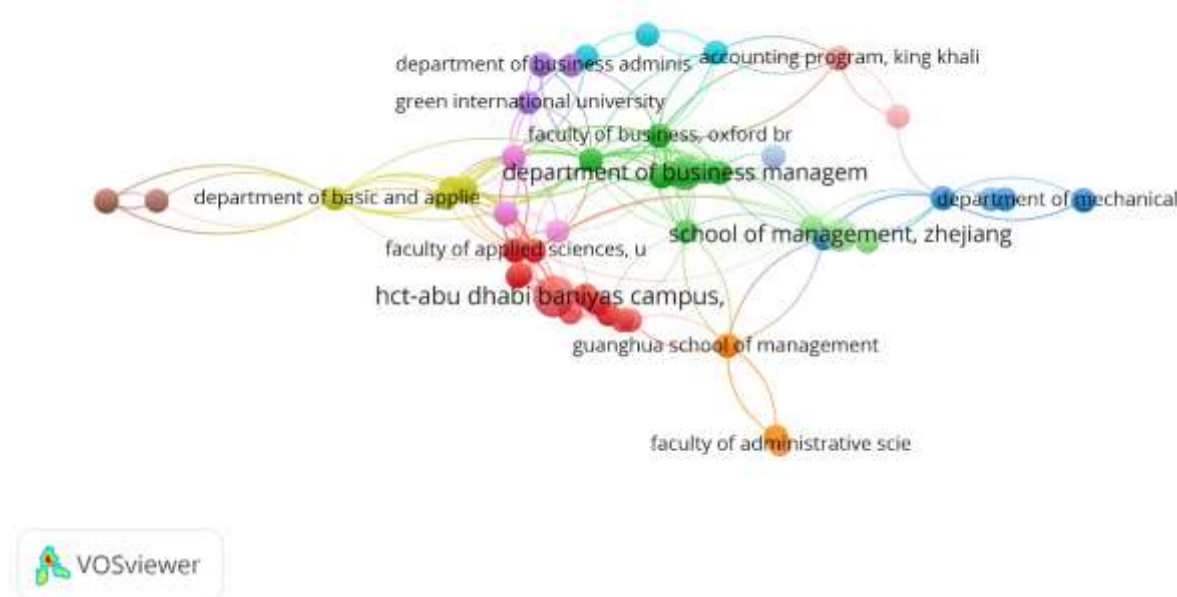 accounting program, king khali
department of business adminis
green international university
faculty of business, oxford br
department of business managem
department of basic and applie
department of mechanical
school of management, zhejiang
faculty of applied sciences, u
hct-abu dhabi baniyas campus,
guanghua school of management
faculty of administrative scie
VOSviewer